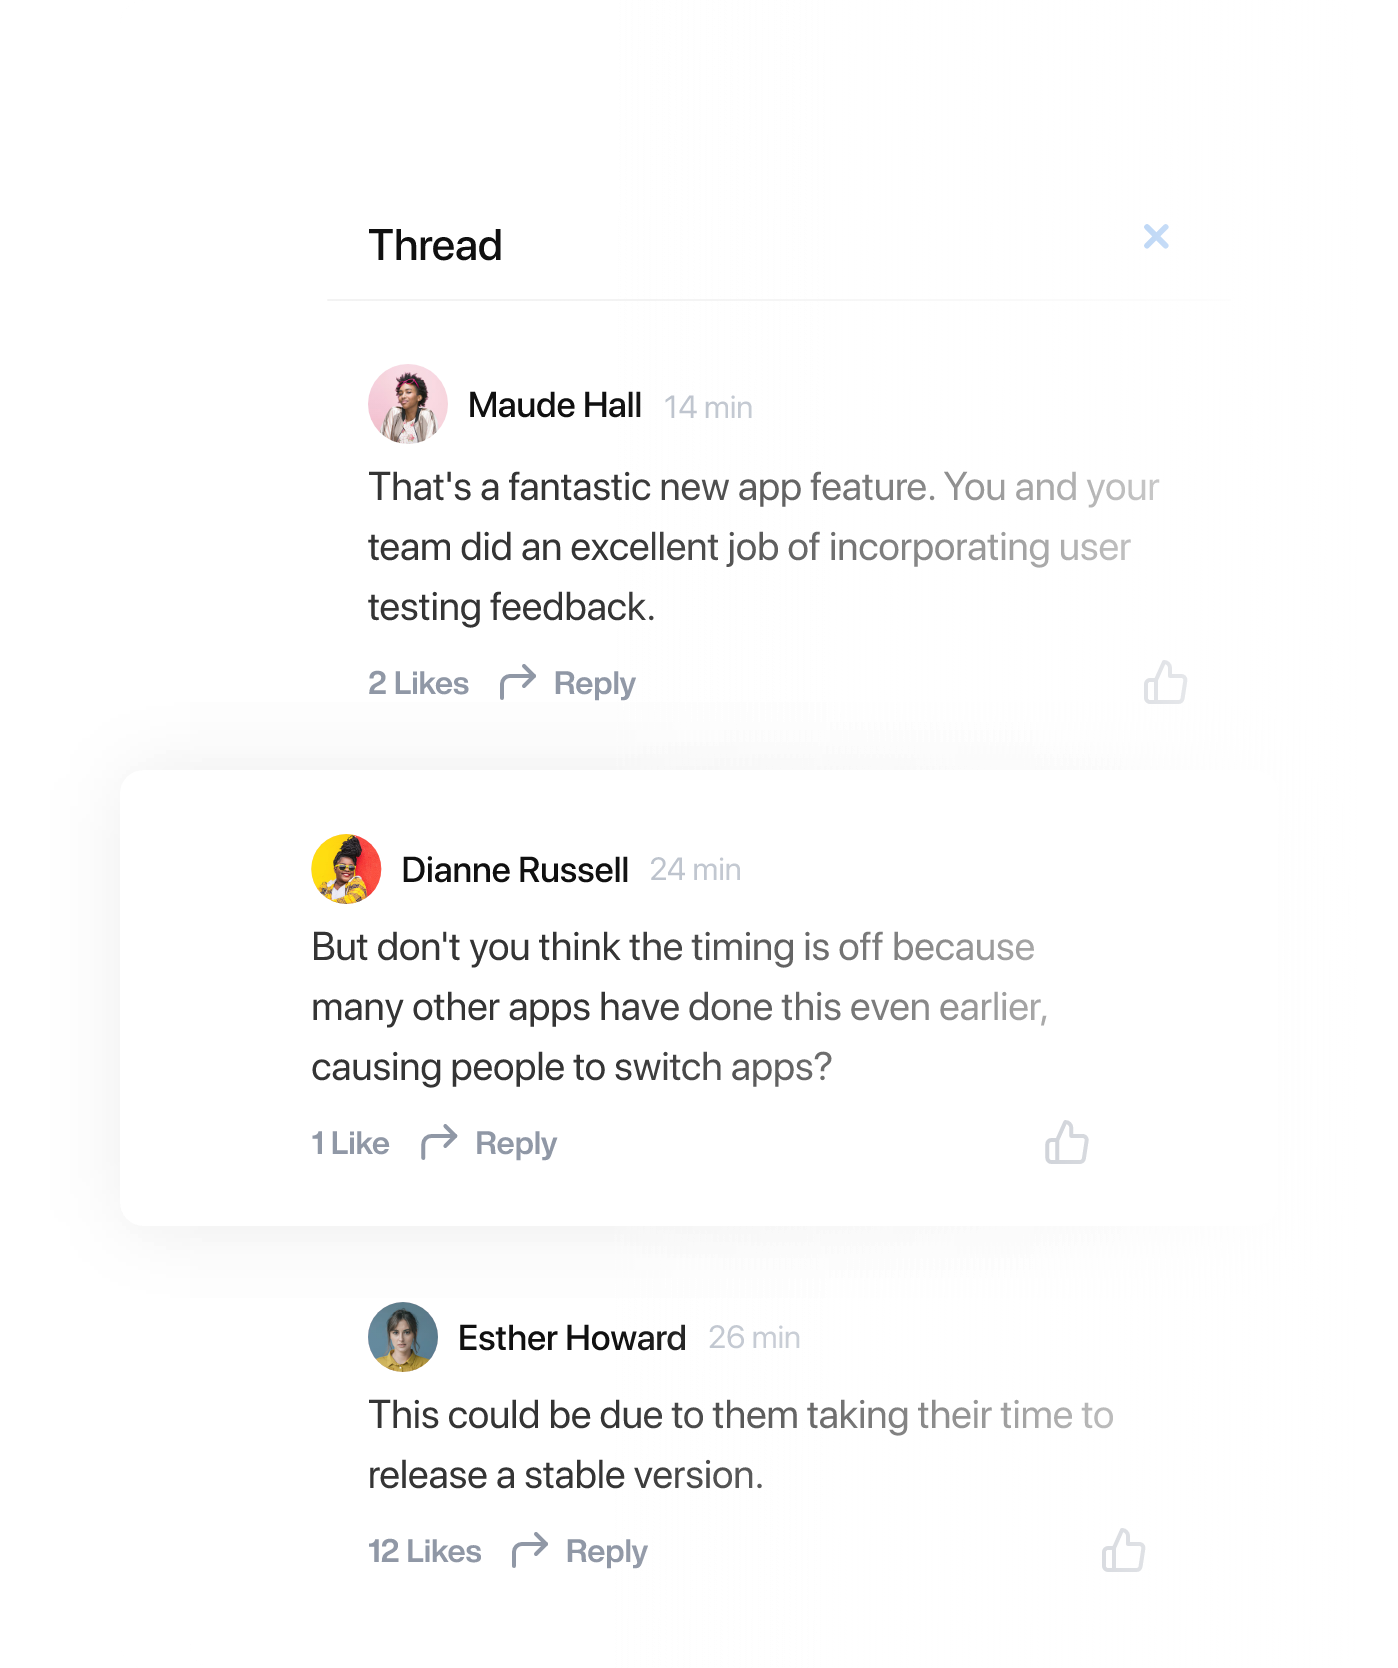 Thread
Maude Hall 14 min
That's a fantastic new app feature. You and your
team did an excellent job of incorporating user
testing feedback.
2 Likes Reply
Dianne Russell 24 min
But don't you think the timing is off because
many other apps have done this even earlier,
causing people to switch apps?
1 Like Reply
Esther Howard 26 min
This could be due to them taking their time to
release a stable version.
12 Likes Reply